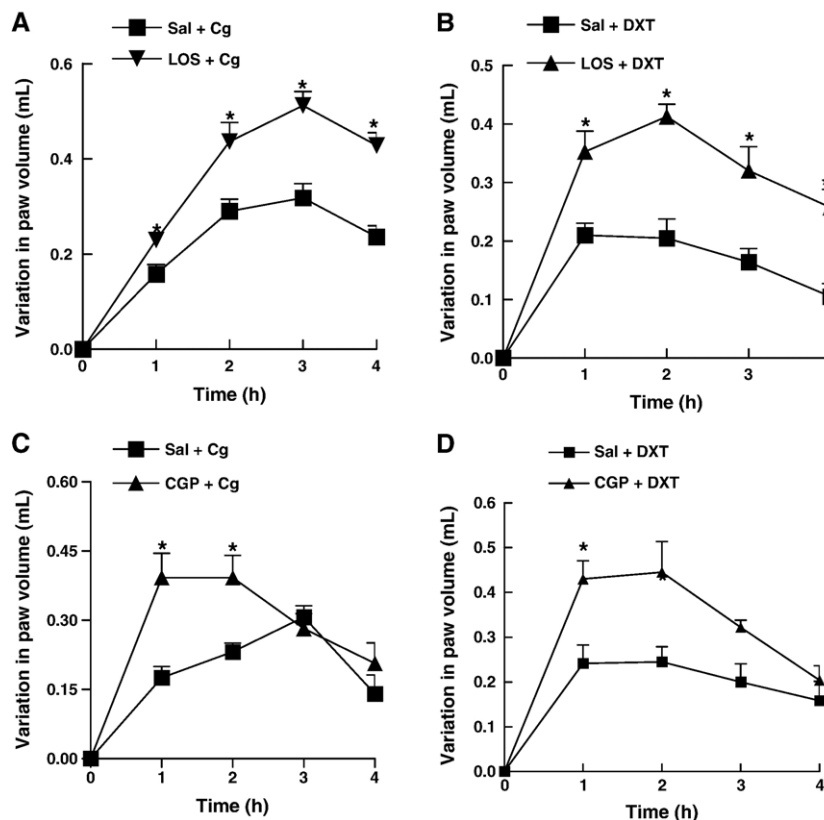 A
Sal + Cg
LOS + Cg
Variation in paw volume (mL)
0.6
0.4
0.2
0.0
*
*
*
*
0
1
2
3
4
Time (h)
B
Sal + DXT
LOS + DXT
Variation in paw volume (mL)
0.5
0.4
0.3
0.2
0.1
0.0
*
*
*
*
0
1
2
3
Time (h)
C
Sal + Cg
CGP + Cg
Variation in paw volume (mL)
0.60
0.45
0.30
0.15
0.00
*
*
0
1
2
3
4
Time (h)
D
Sal + DXT
CGP + DXT
Variation in paw volume (mL)
0.6
0.5
0.4
0.3
0.2
0.1
0.0
*
*
*
0
1
2
3
4
Time (h)